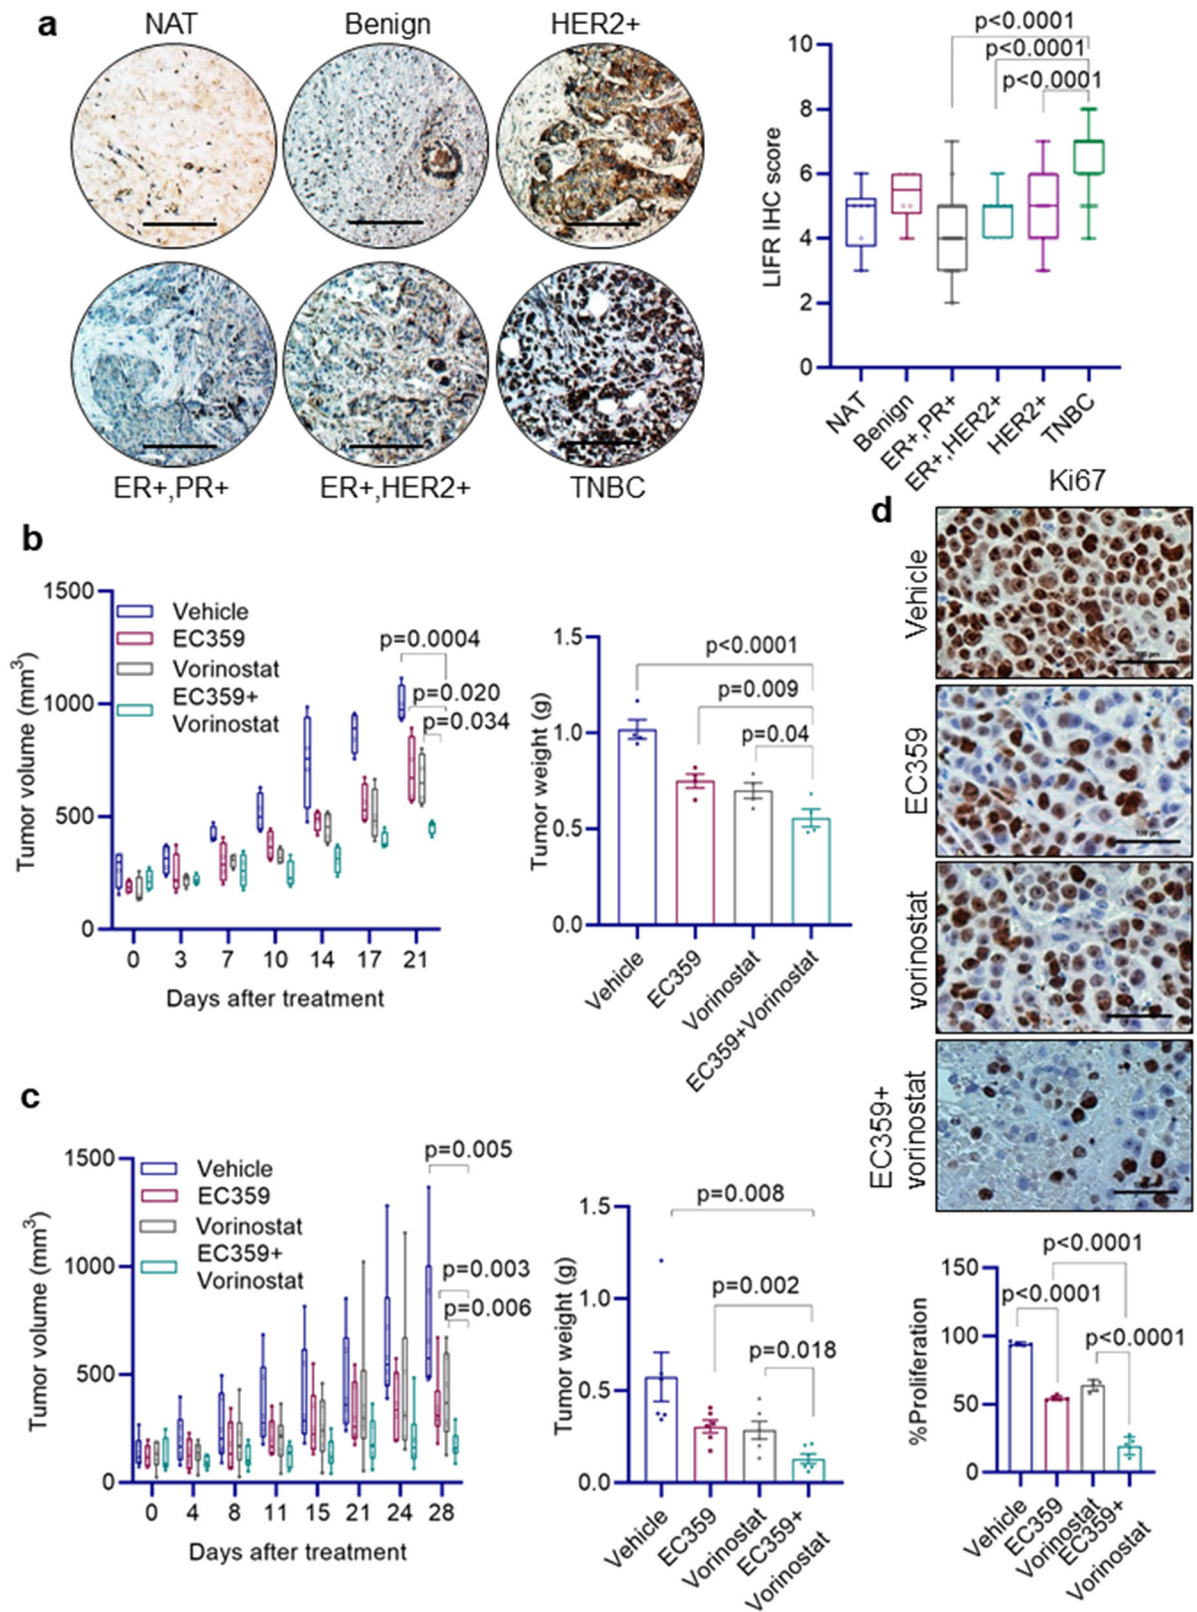 a
NAT
Benign
HER2+
ER+,PR+
ER+,HER2+
TNBC
LIFR IHC score
10
8
6
4
2
0
p<0.0001
p<0.0001
p<0.0001
NAT
Benign
ER+,PR+
ER+,HER2+
HER2+
TNBC
b
Tumor volume (mm3)
1500
1000
500
0
Vehicle
EC359
Vorinostat
EC359+
Vorinostat
p=0.0004
p=0.020
p=0.034
0 3 7 10 14 17 21
Days after treatment
Tumor weight (g)
1.5
1.0
0.5
0.0
p<0.0001
p=0.009
p=0.04
Vehicle
EC359
Vorinostat
EC359+Vorinostat
c
Tumor volume (mm3)
1500
1000
500
0
Vehicle
EC359
Vorinostat
EC359+
Vorinostat
p=0.005
p=0.003
p=0.006
0 4 8 11 15 21 24 28
Days after treatment
Tumor weight (g)
1.5
1.0
0.5
0.0
p=0.008
p=0.002
p=0.018
Vehicle
EC359
Vorinostat
EC359+
Vorinostat
d
Ki67
Vehicle
EC359
vorinostat
EC359+
vorinostat
%Proliferation
150
100
50
0
p<0.0001
p<0.0001
p<0.0001
Vehicle
EC359
Vorinostat
EC359+
Vorinostat